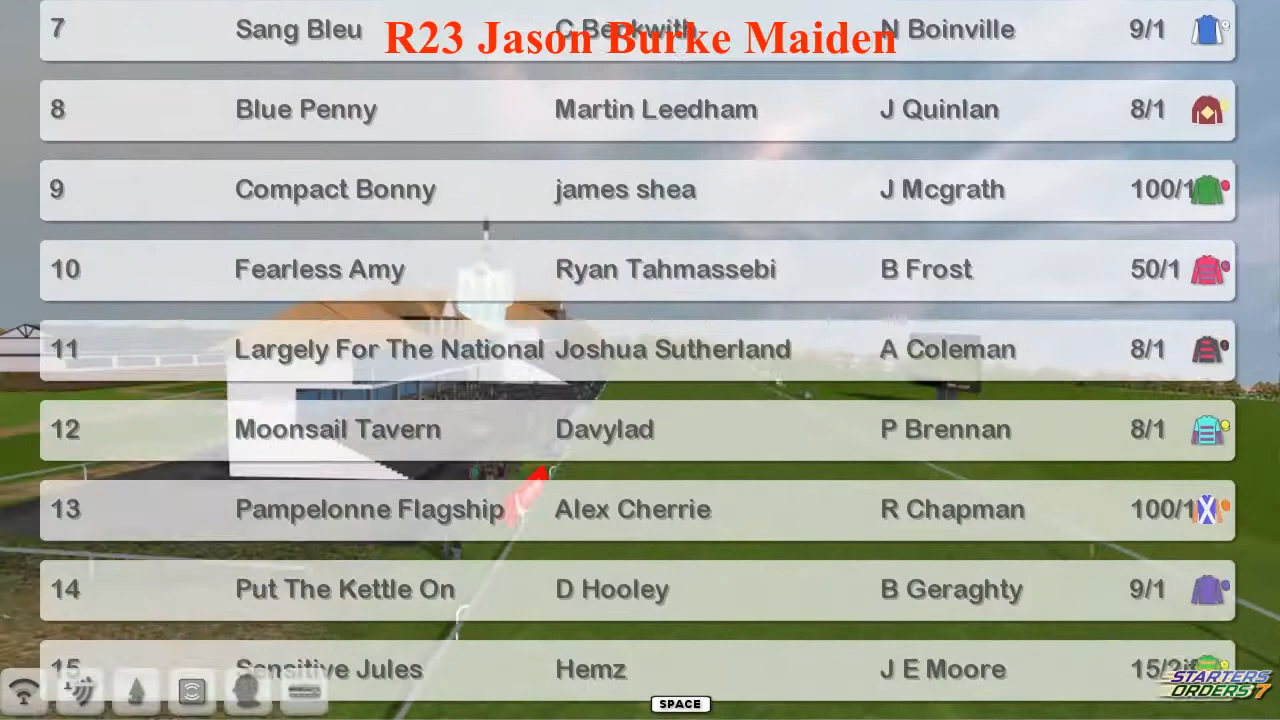 R23 Jason Burke Maiden
7 Sang Bleu C Beckwith N Boinville 9/1
8 Blue Penny Martin Leedham J Quinlan 8/1
9 Compact Bonny james shea J Mcgrath 100/1
10 Fearless Amy Ryan Tahmassebi B Frost 50/1
11 Largely For The National Joshua Sutherland A Coleman 8/1
12 Moonsail Tavern Davylad P Brennan 8/1
13 Pampelonne Flagship Alex Cherrie R Chapman 100/1
14 Put The Kettle On D Hooley B Geraghty 9/1
15 Sensitive Jules Hemz J E Moore 15/2jf
STARTERS
ORDERS 7
SPACE